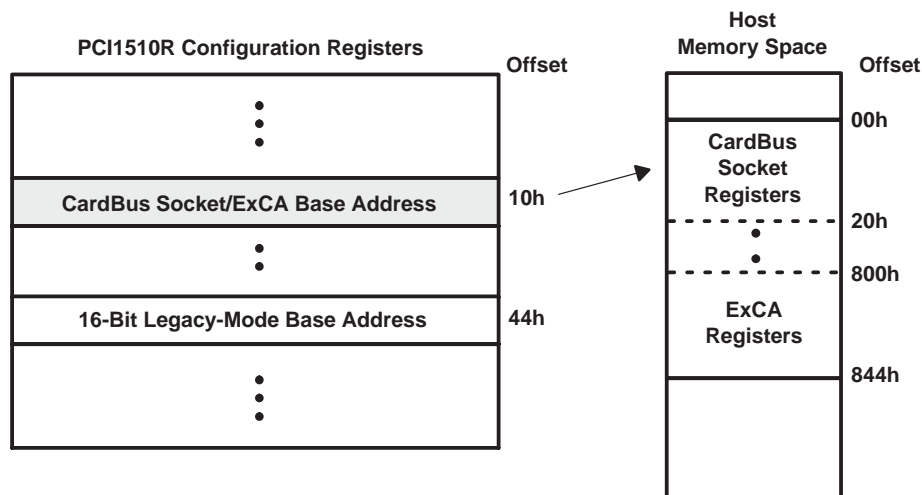 PCI1510R Configuration Registers
Offset
CardBus Socket/ExCA Base Address
10h
16-Bit Legacy-Mode Base Address
44h
Host
Memory Space
Offset
00h
CardBus
Socket
Registers
20h
800h
ExCA
Registers
844h